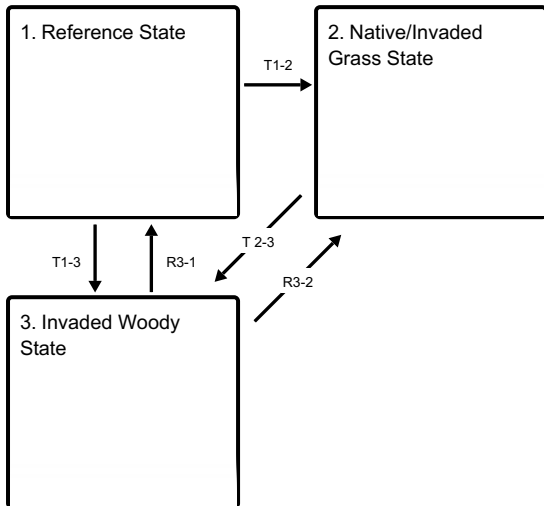 1. Reference State
2. Native/Invaded
Grass State
T1-2
T1-3
R3-1
T 2-3
R3-2
3. Invaded Woody
State